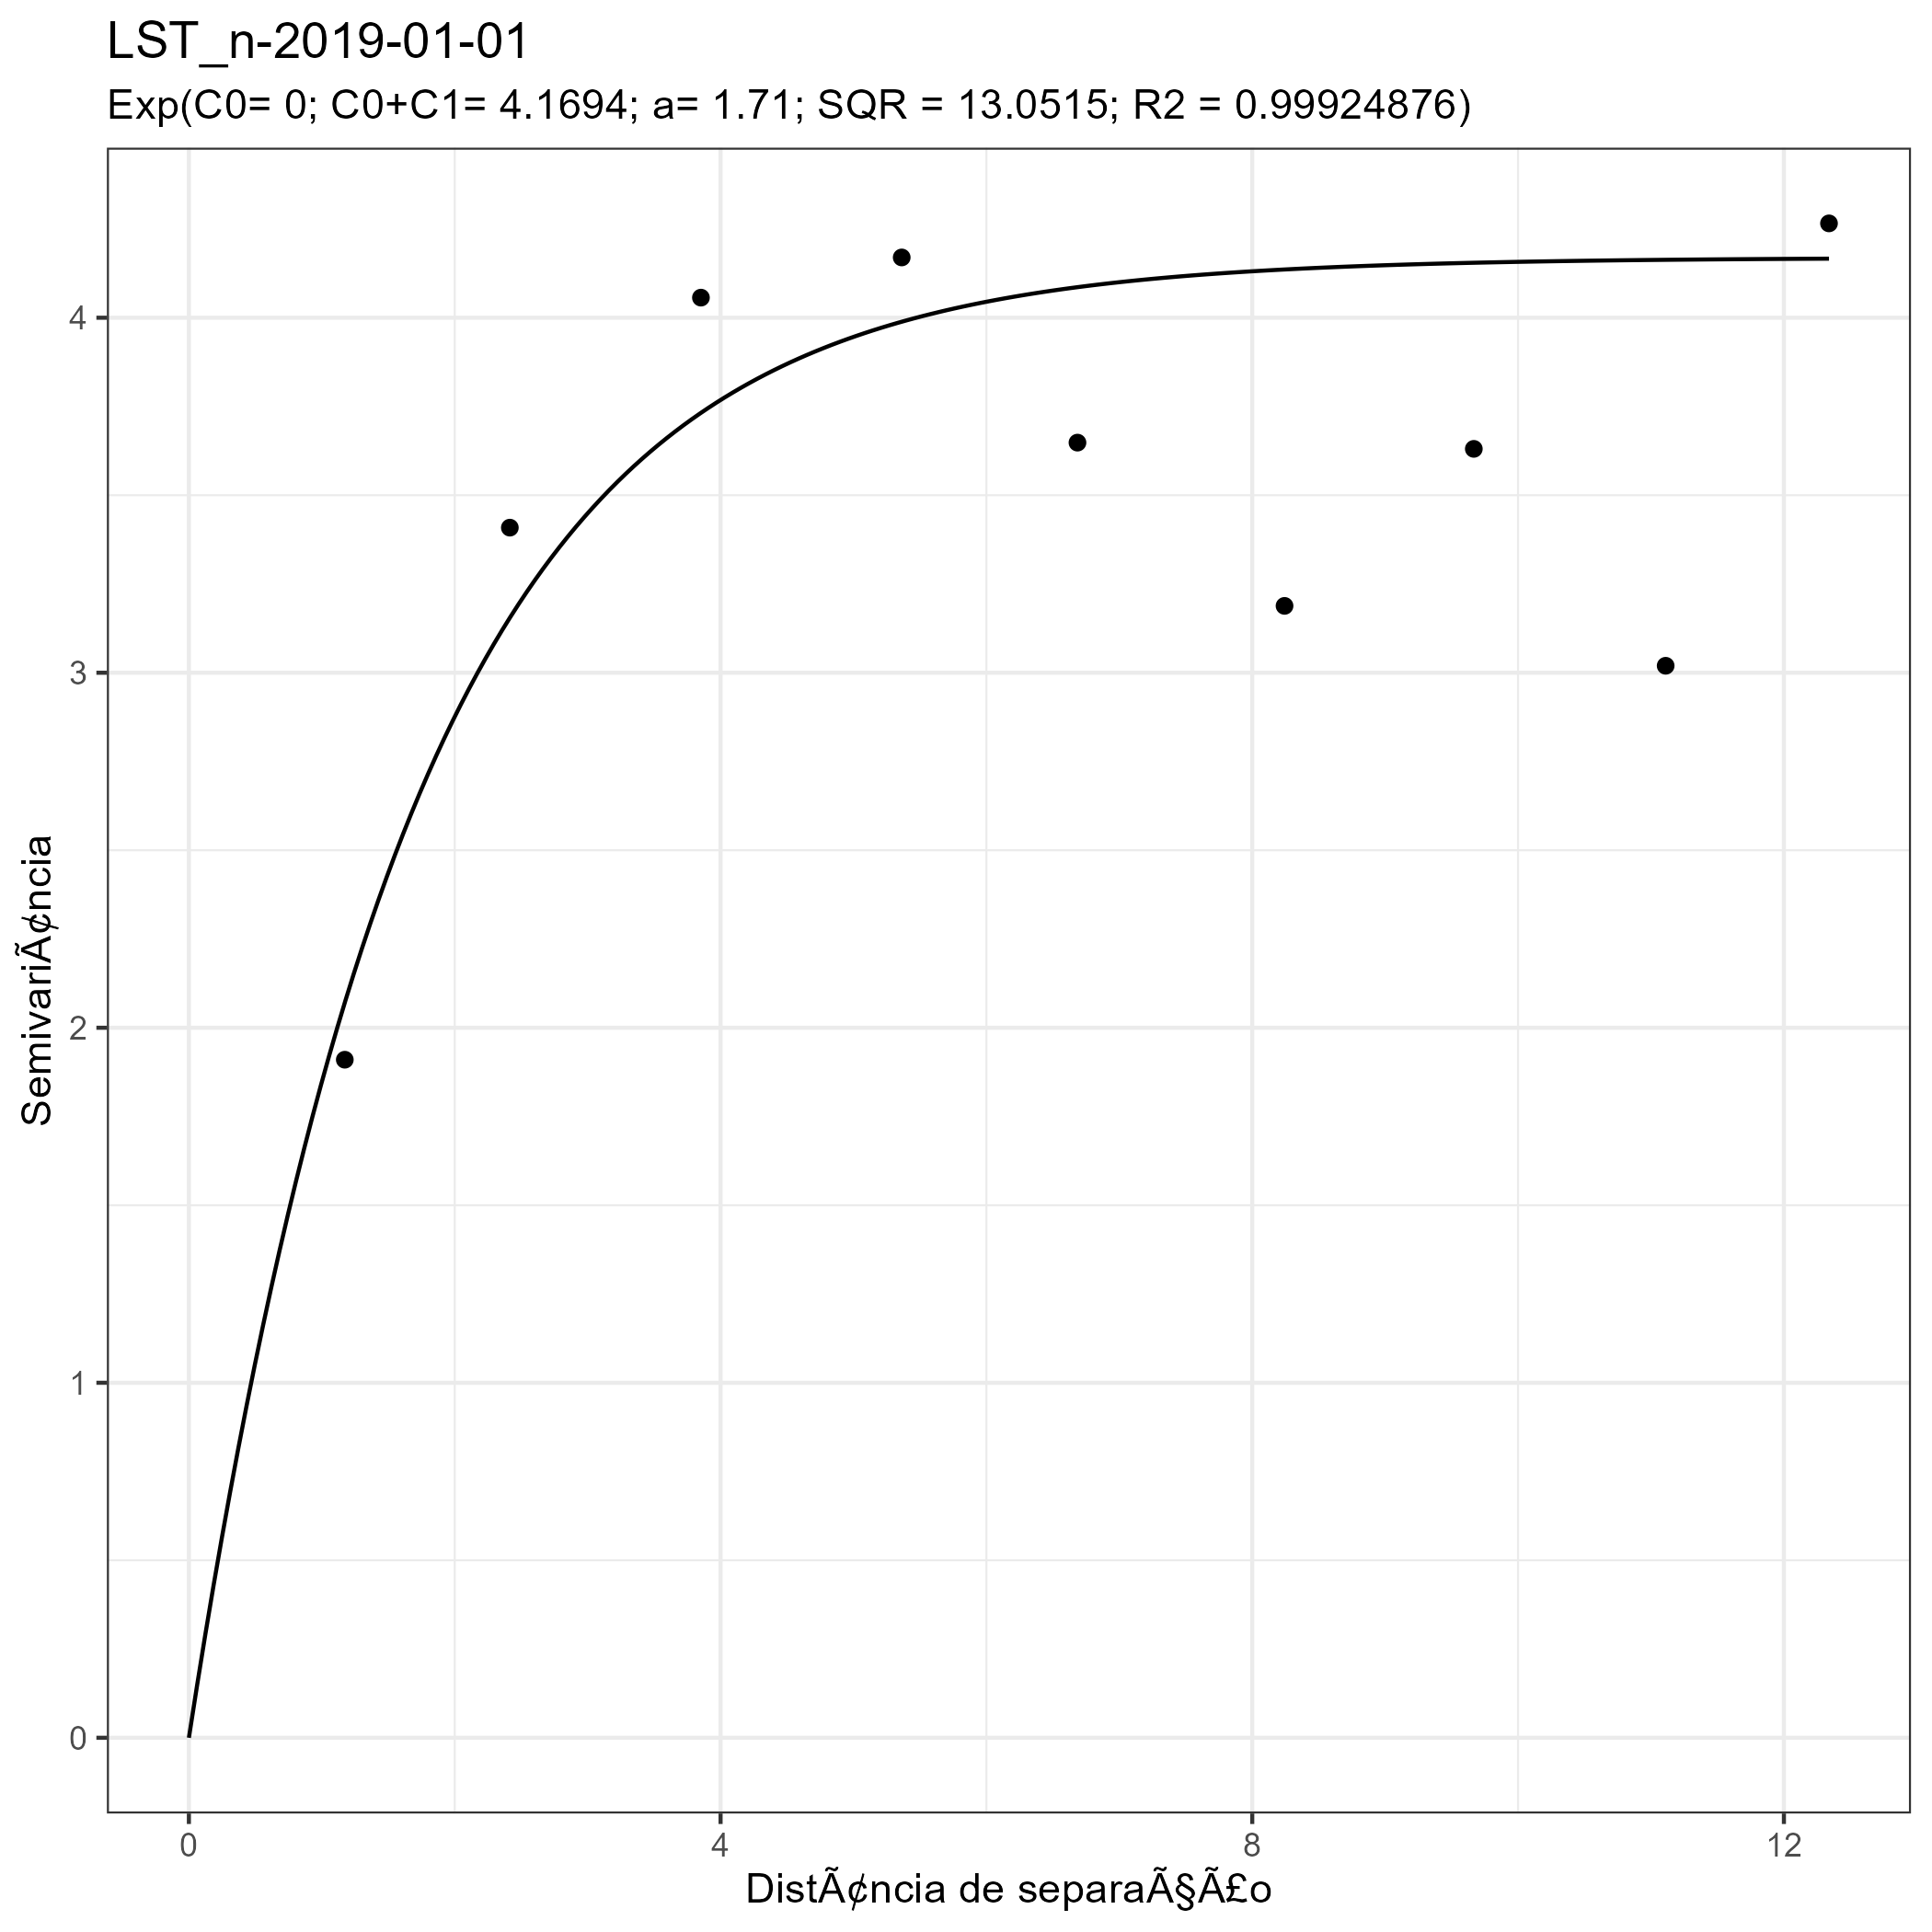 LST_n-2019-01-01
Exp(C0= 0; C0+C1= 4.1694; a= 1.71; SQR = 13.0515; R2 = 0.99924876)
SemivariÃ¢ncia
4
3
2
1
0
0 4 8 12
DistÃ¢ncia de separaÃ§Ã£o